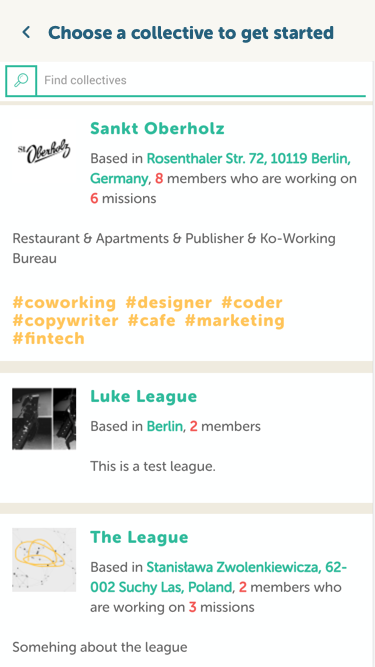 Choose a collective to get started
Find collectives
Sankt Oberholz
St. Oberholz
Based in Rosenthaler Str. 72, 10119 Berlin,
Germany, 8 members who are working on
6 missions
Restaurant & Apartments & Publisher & Ko-Working
Bureau
#coworking #designer #coder
#copywriter #cafe #marketing
#fintech
Luke League
Based in Berlin, 2 members
This is a test league.
The League
Based in Stanisława Zwolenkiewicza, 62-
002 Suchy Las, Poland, 2 members who
are working on 3 missions
Somehing about the league